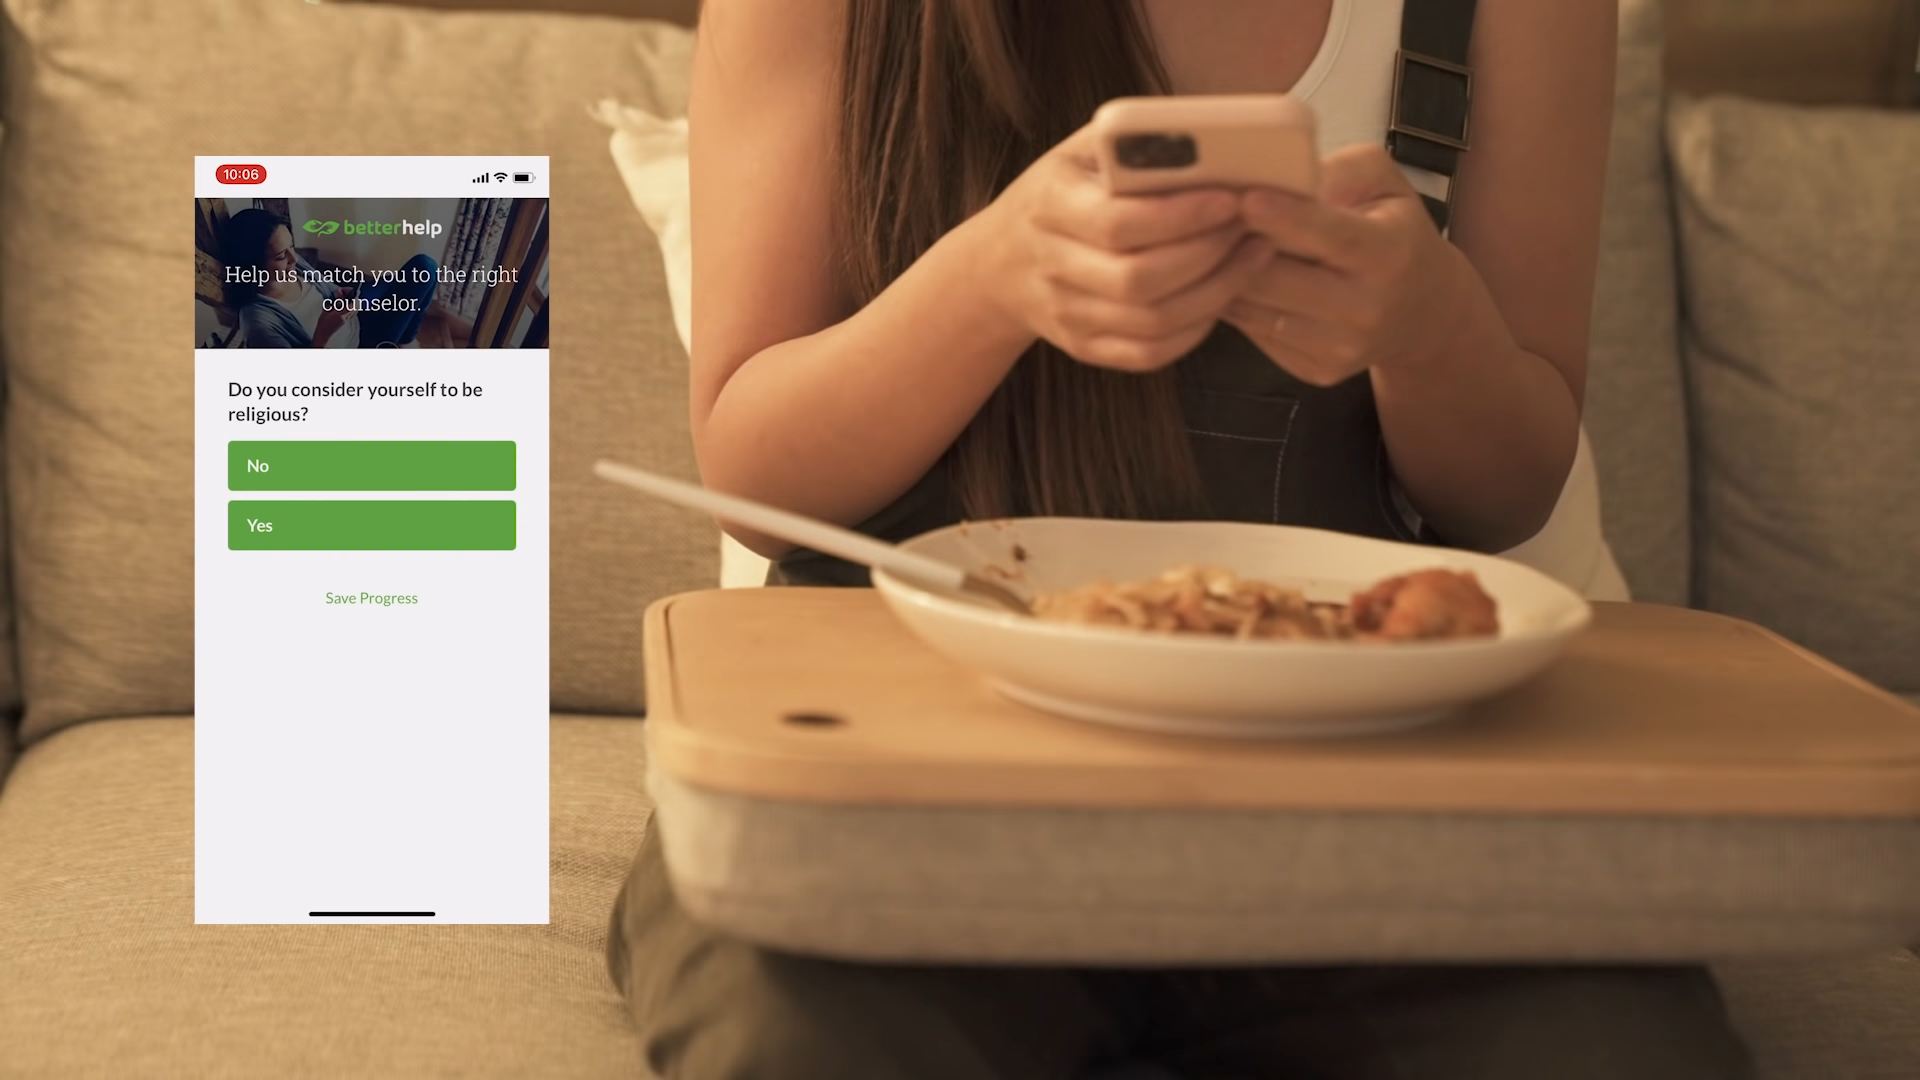 10:06
betterhelp
Help us match you to the right
counselor.
Do you consider yourself to be
religious?
No
Yes
Save Progress